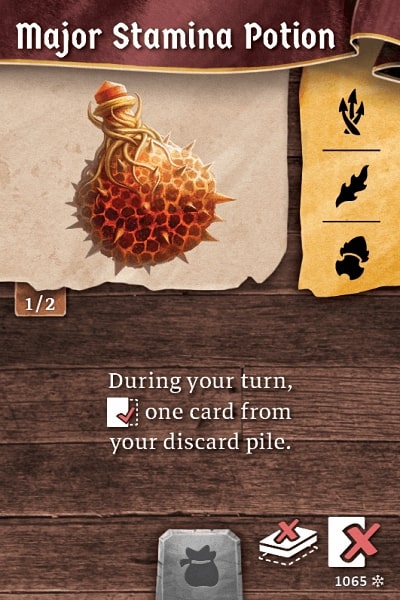 Major Stamina Potion
1/2
During your turn,
one card from
your discard pile.
1065